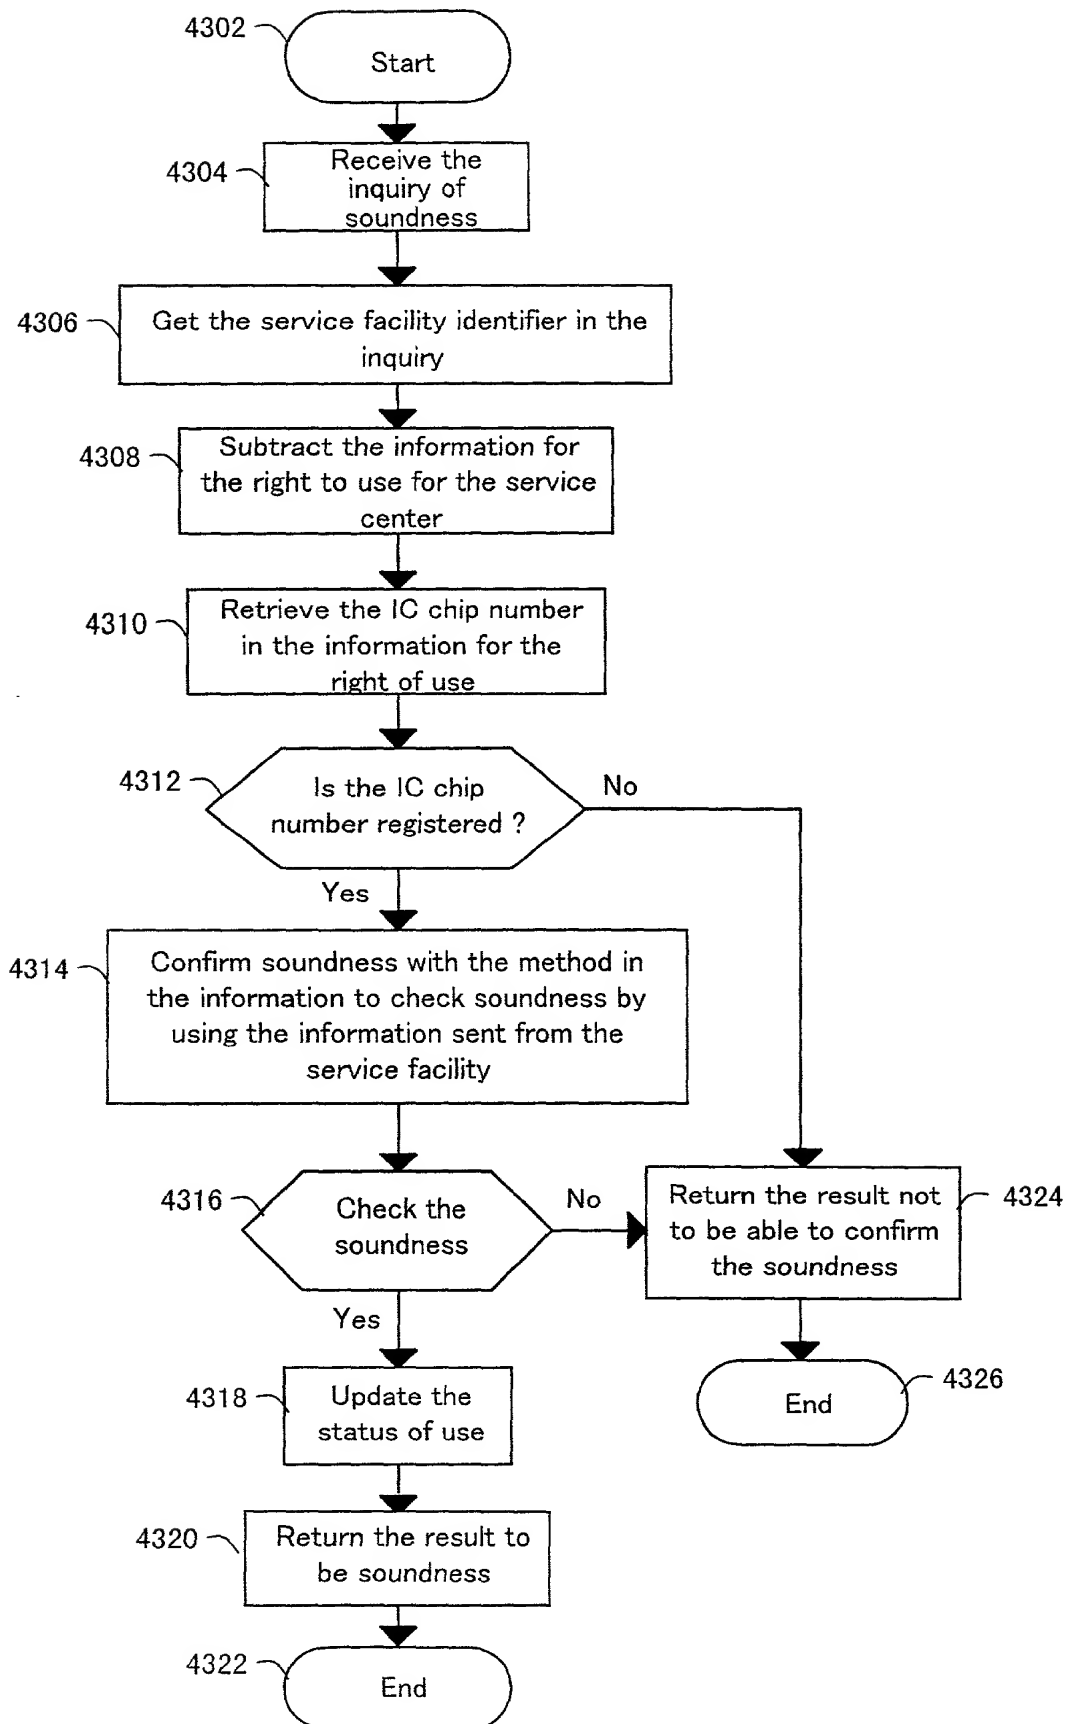 4302
Start
4304
Receive the
inquiry of
soundness
4306
Get the service facility identifier in the
inquiry
4308
Subtract the information for
the right to use for the service
center
4310
Retrieve the IC chip number
in the information for the
right of use
4312
Is the IC chip
number registered ?
No
Yes
4314
Confirm soundness with the method in
the information to check soundness by
using the information sent from the
service facility
4316
Check the
soundness
No
Return the result not
to be able to confirm
the soundness
4324
Yes
4318
Update the
status of use
End
4326
4320
Return the result to
be soundness
4322
End